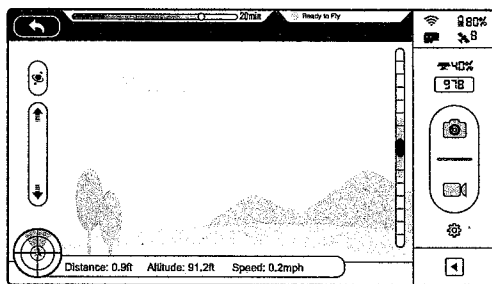 20min
Ready to Fly
80%
8
40%
978
Distance: 0.9ft Altitude: 91.2ft Speed: 0.2mph